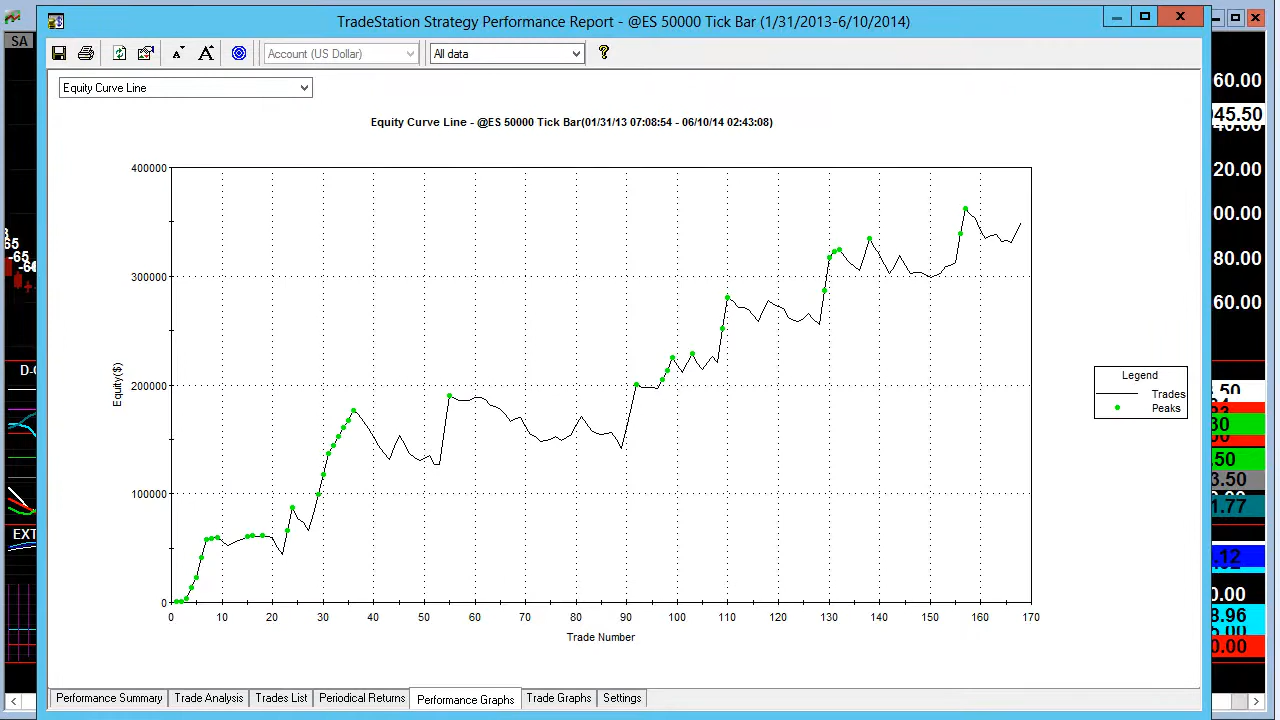 TradeStation Strategy Performance Report - @ES 50000 Tick Bar (1/31/2013-6/10/2014)
SA
Account (US Dollar)
All data
Equity Curve Line
Equity Curve Line - @ES 50000 Tick Bar(01/31/13 07:08:54 - 06/10/14 02:43:08)
400000
300000
200000
100000
0
Equity($)
0 10 20 30 40 50 60 70 80 90 100 110 120 130 140 150 160 170
Trade Number
Legend
Trades
Peaks
Performance Summary
Trade Analysis
Trades List
Periodical Returns
Performance Graphs
Trade Graphs
Settings
65
-65
D-
EXT
60.00
45.50
20.00
00.00
80.00
60.00
.50
1.77
.12
0.00
8.96
0.00